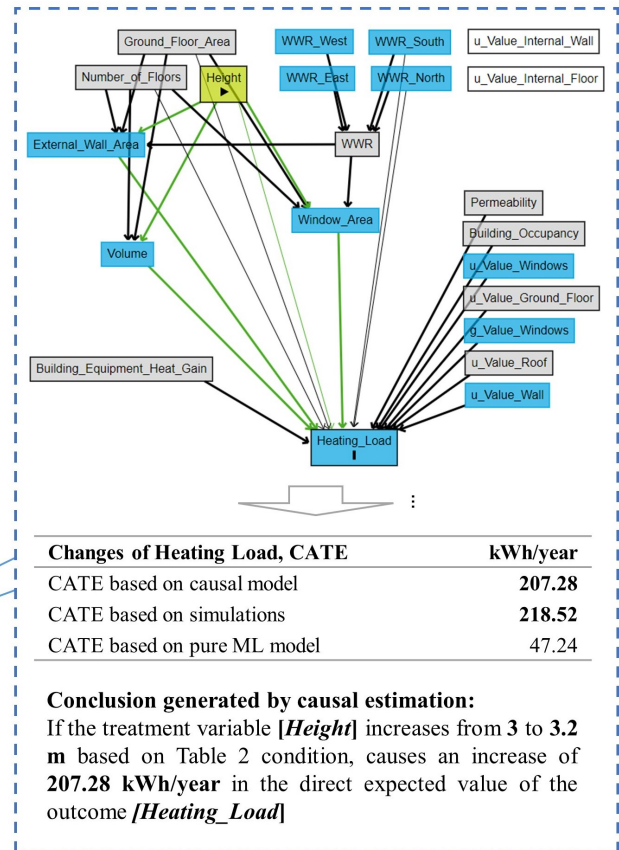 Ground_Floor_Area
WWR_West
WWR_South
u_Value_Internal_Wall
Number_of_Floors
Height
WWR_East
WWR_North
u_Value_Internal_Floor
External_Wall_Area
WWR
Permeability
Window_Area
Building_Occupancy
Volume
u_Value_Windows
u_Value_Ground_Floor
g_Value_Windows
Building_Equipment_Heat_Gain
u_Value_Roof
u_Value_Wall
Heating_Load
Changes of Heating Load, CATE kWh/year
CATE based on causal model 207.28
CATE based on simulations 218.52
CATE based on pure ML model 47.24
Conclusion generated by causal estimation:
If the treatment variable [Height] increases from 3 to 3.2
m based on Table 2 condition, causes an increase of
207.28 kWh/year in the direct expected value of the
outcome [Heating_Load]